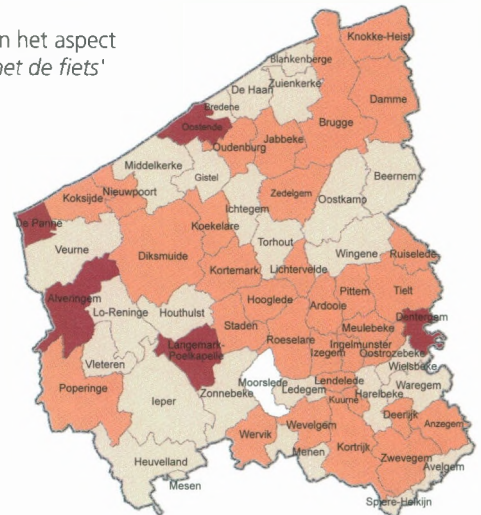 n het aspect
net de fiets'
Knokke-Heist
Blankenberge
Zuienkerke
De Haan
Damme
Bredene
Brugge
Oostende
Jabbeke
Oudenburg
Middelkerke
Gistel
Beernem
Zedelgem
Oostkamp
Koksijde
Nieuwpoort
Ichtegem
De Panne
Koekelare
Torhout
Veurne
Diksmuide
Wingene
Ruiselede
Kortemark
Lichtervelde
Alveringem
Lo-Reninge
Houthulst
Hooglede
Pittem
Tielt
Ardooie
Staden
Meulebeke
Dentergem
Langemark-
Poelkapelle
Roeselare
Ingelmunster
Izegem
Oostrozebeke
Vleteren
Wielsbeke
Poperinge
Moorslede
Lendelede
Waregem
Zonnebeke
Ledegem
Harelbeke
Kuurne
Ieper
Deerlijk
Anzegem
Wevelgem
Wervik
Kortrijk
Menen
Zwevegem
Heuvelland
Avelgem
Mesen
Spiere-Helkijn